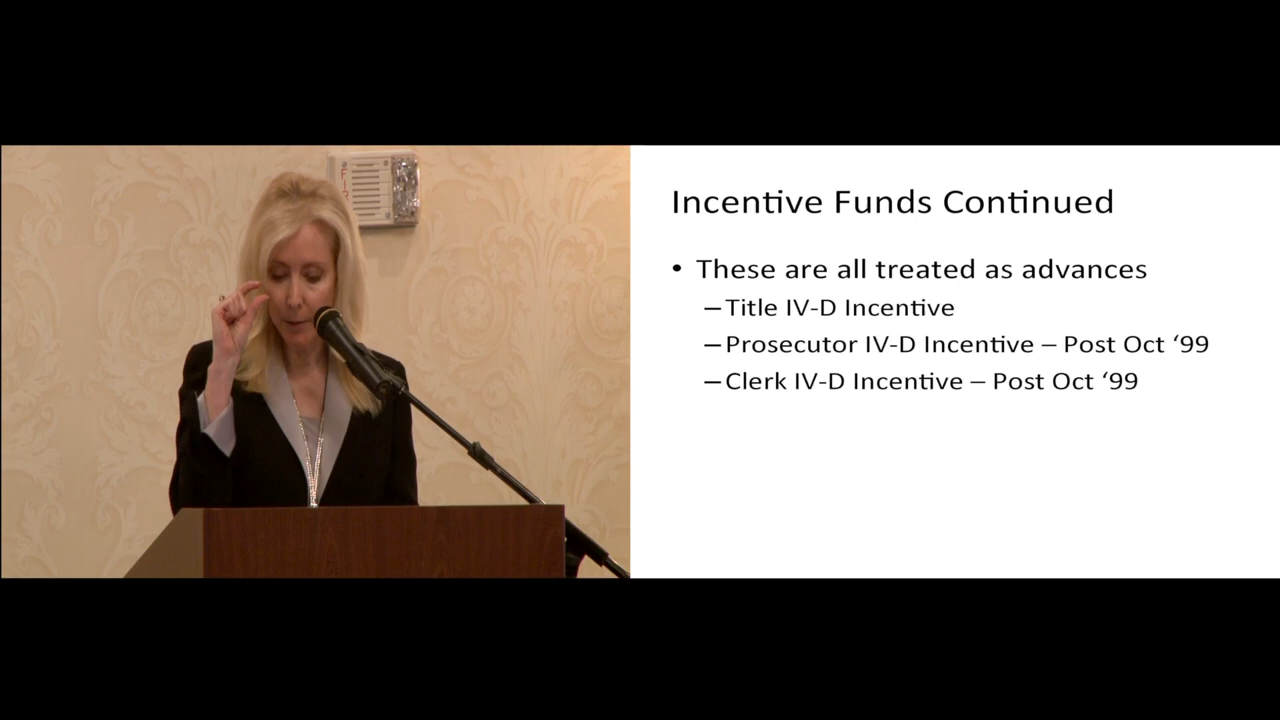 FIR
Incentive Funds Continued
• These are all treated as advances
– Title IV-D Incentive
– Prosecutor IV-D Incentive – Post Oct ‘99
– Clerk IV-D Incentive – Post Oct ‘99